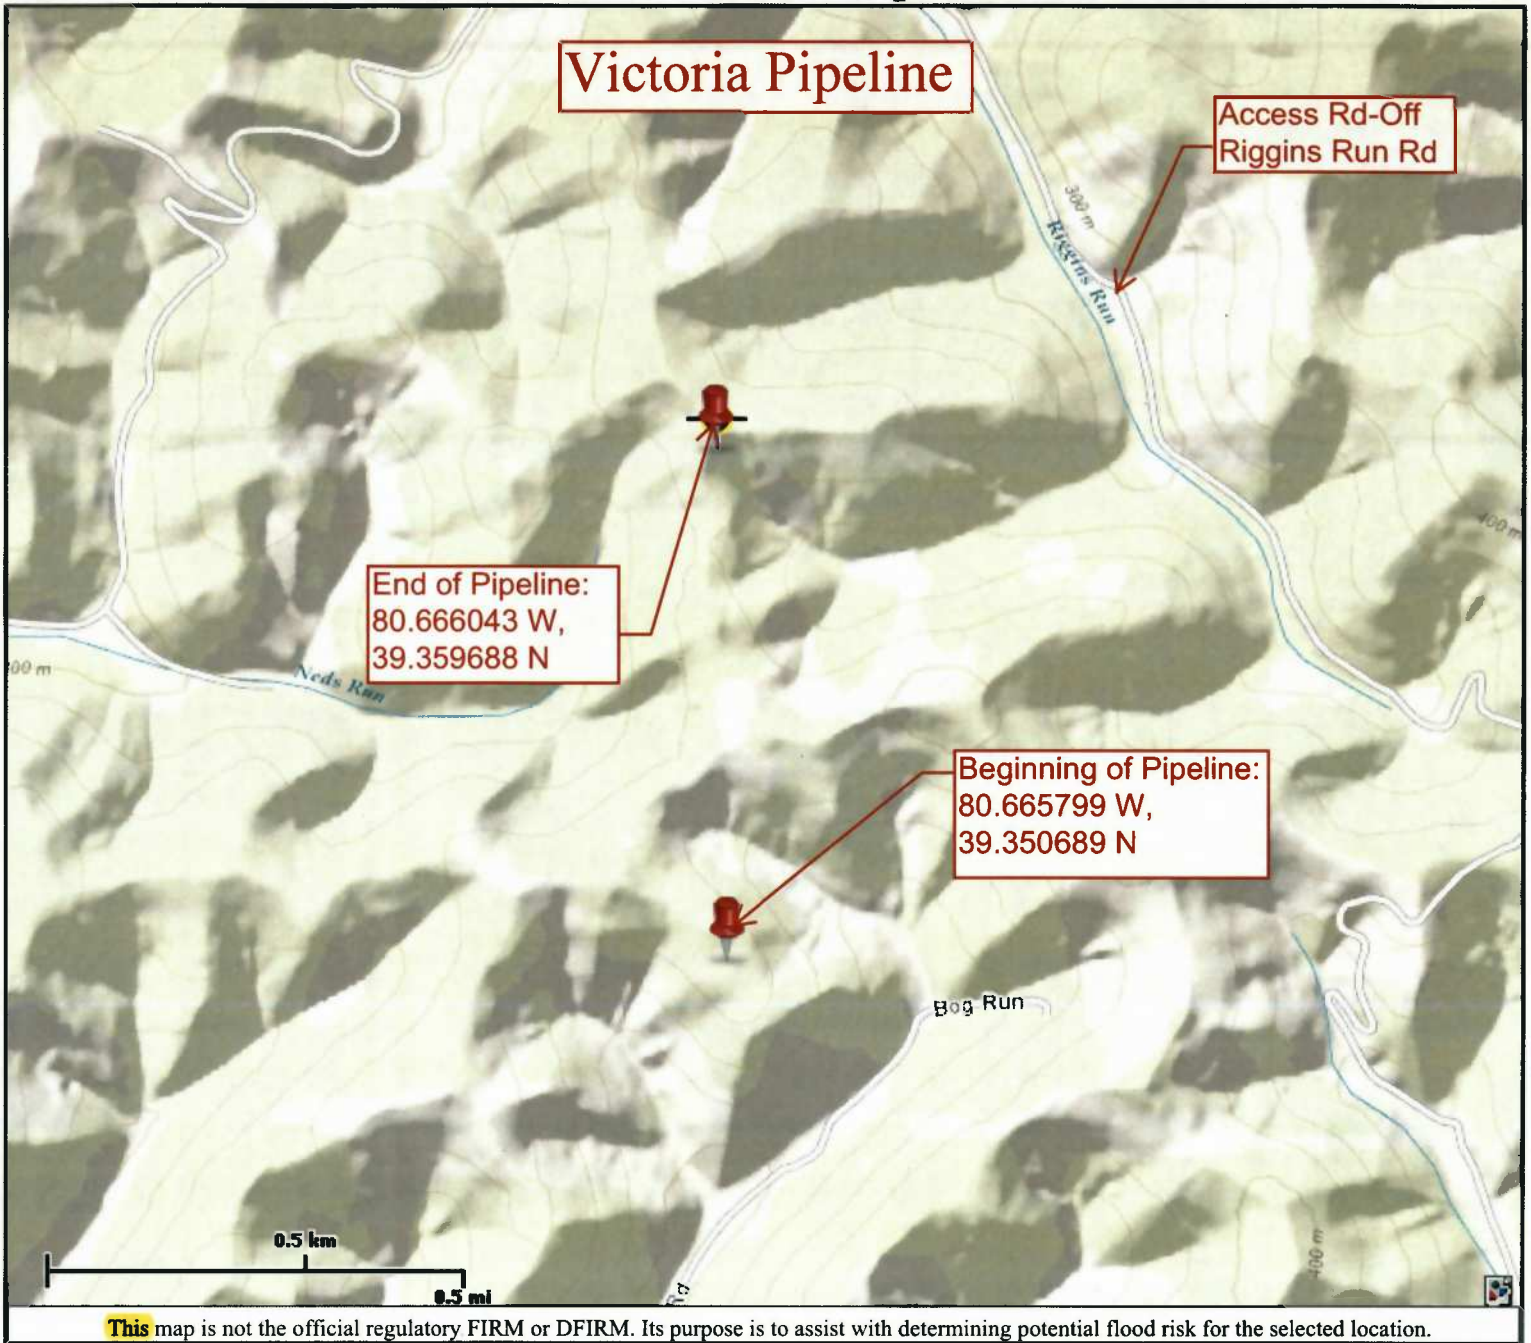 Victoria Pipeline
Access Rd-Off
Riggins Run Rd
300 m
Riggins Run
400 m
End of Pipeline:
80.666043 W,
39.359688 N
00 m
Neds Run
Beginning of Pipeline:
80.665799 W,
39.350689 N
Bog Run
0.5 km
0.5 mi
Rd
400 m
This map is not the official regulatory FIRM or DFIRM. Its purpose is to assist with determining potential flood risk for the selected location.